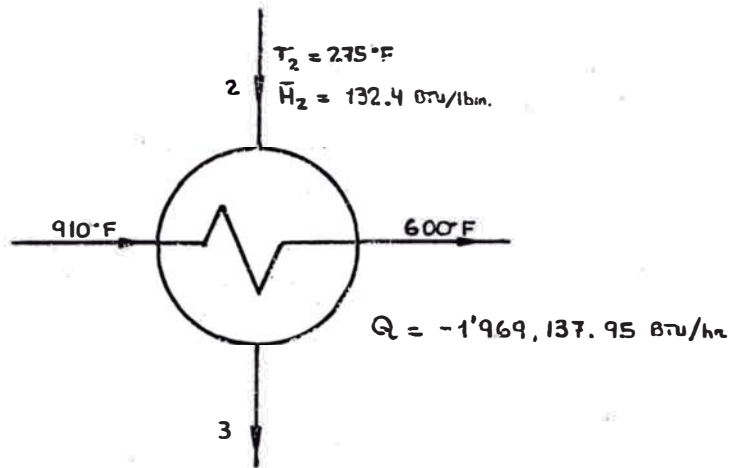 T₂ = 275°F
2
H̄₂ = 132.4 BTU/lbm.
910°F
600°F
Q = -1'969,137.95 BTU/hr
3